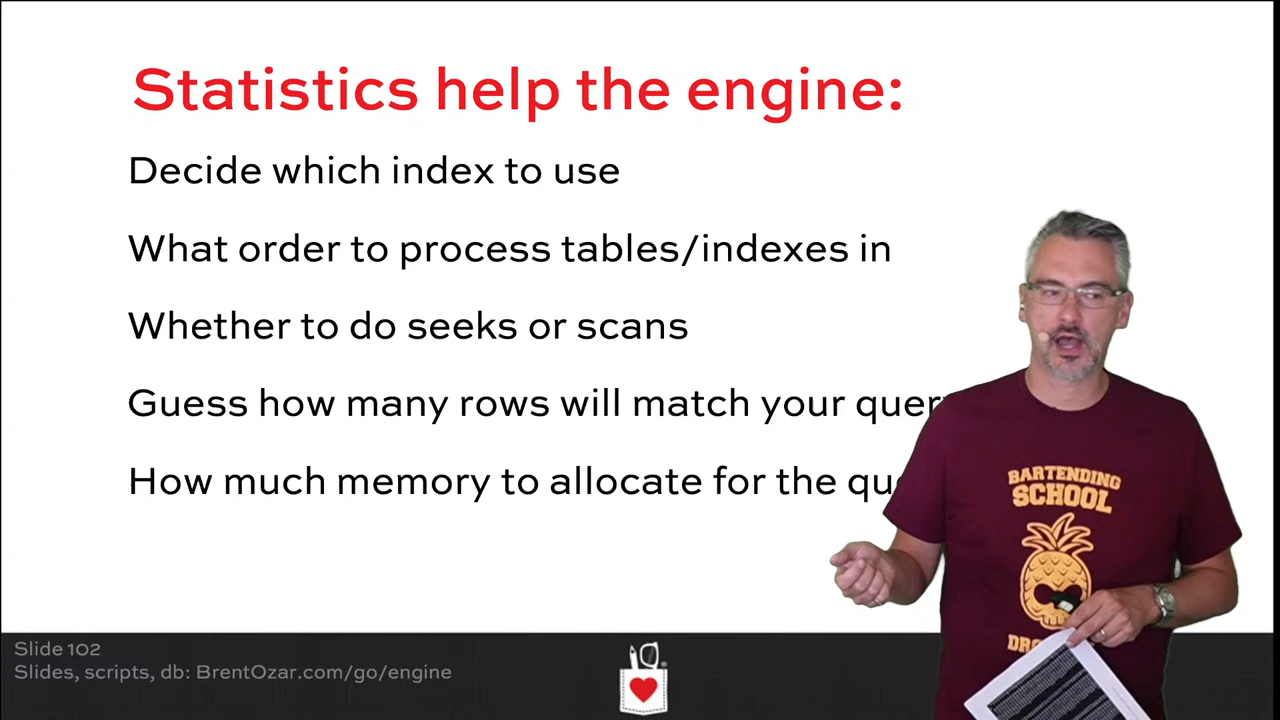 Statistics help the engine:
Decide which index to use
What order to process tables/indexes in
Whether to do seeks or scans
Guess how many rows will match your query
How much memory to allocate for the
BARTENDING
SCHOOL
Slide 102
Slides, scripts, db: BrentOzar.com/go/engine